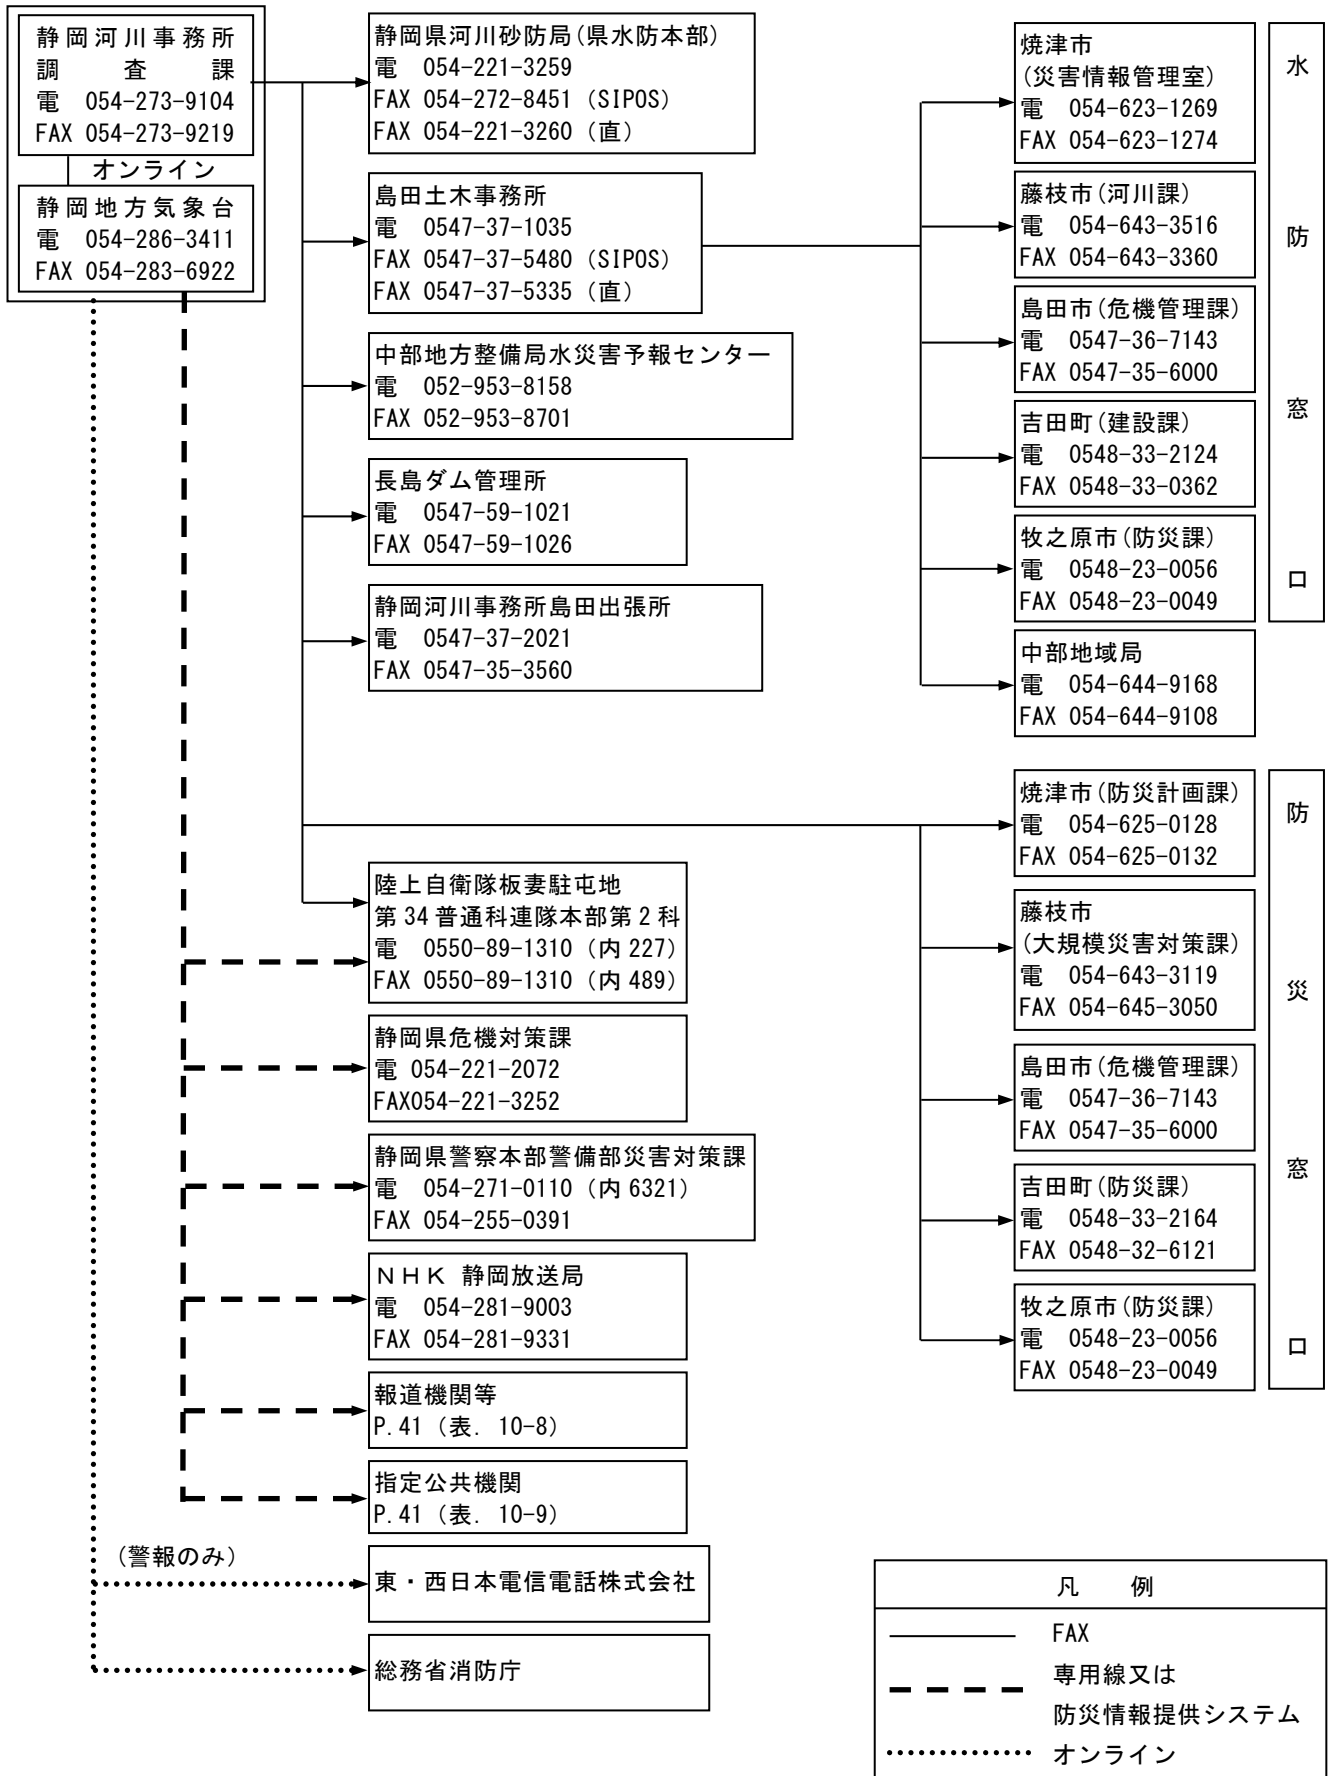 静岡河川事務所
調査課
電 054-273-9104
FAX 054-273-9219
オンライン
静岡地方気象台
電 054-286-3411
FAX 054-283-6922
静岡県河川砂防局(県水防本部)
電 054-221-3259
FAX 054-272-8451 (SIPOS)
FAX 054-221-3260 (直)
島田土木事務所
電 0547-37-1035
FAX 0547-37-5480 (SIPOS)
FAX 0547-37-5335 (直)
中部地方整備局水災害予報センター
電 052-953-8158
FAX 052-953-8701
長島ダム管理所
電 0547-59-1021
FAX 0547-59-1026
静岡河川事務所島田出張所
電 0547-37-2021
FAX 0547-35-3560
陸上自衛隊板妻駐屯地
第34普通科連隊本部第2科
電 0550-89-1310 (内227)
FAX 0550-89-1310 (内489)
静岡県危機対策課
電 054-221-2072
FAX054-221-3252
静岡県警察本部警備部災害対策課
電 054-271-0110 (内6321)
FAX 054-255-0391
NHK 静岡放送局
電 054-281-9003
FAX 054-281-9331
報道機関等
P.41 (表. 10-8)
指定公共機関
P.41 (表. 10-9)
(警報のみ)
東・西日本電信電話株式会社
総務省消防庁
焼津市
(災害情報管理室)
電 054-623-1269
FAX 054-623-1274
藤枝市(河川課)
電 054-643-3516
FAX 054-643-3360
島田市(危機管理課)
電 0547-36-7143
FAX 0547-35-6000
吉田町(建設課)
電 0548-33-2124
FAX 0548-33-0362
牧之原市(防災課)
電 0548-23-0056
FAX 0548-23-0049
中部地域局
電 054-644-9168
FAX 054-644-9108
水防窓口
焼津市(防災計画課)
電 054-625-0128
FAX 054-625-0132
藤枝市
(大規模災害対策課)
電 054-643-3119
FAX 054-645-3050
島田市(危機管理課)
電 0547-36-7143
FAX 0547-35-6000
吉田町(防災課)
電 0548-33-2164
FAX 0548-32-6121
牧之原市(防災課)
電 0548-23-0056
FAX 0548-23-0049
防災窓口
凡 例
FAX
専用線又は
防災情報提供システム
オンライン